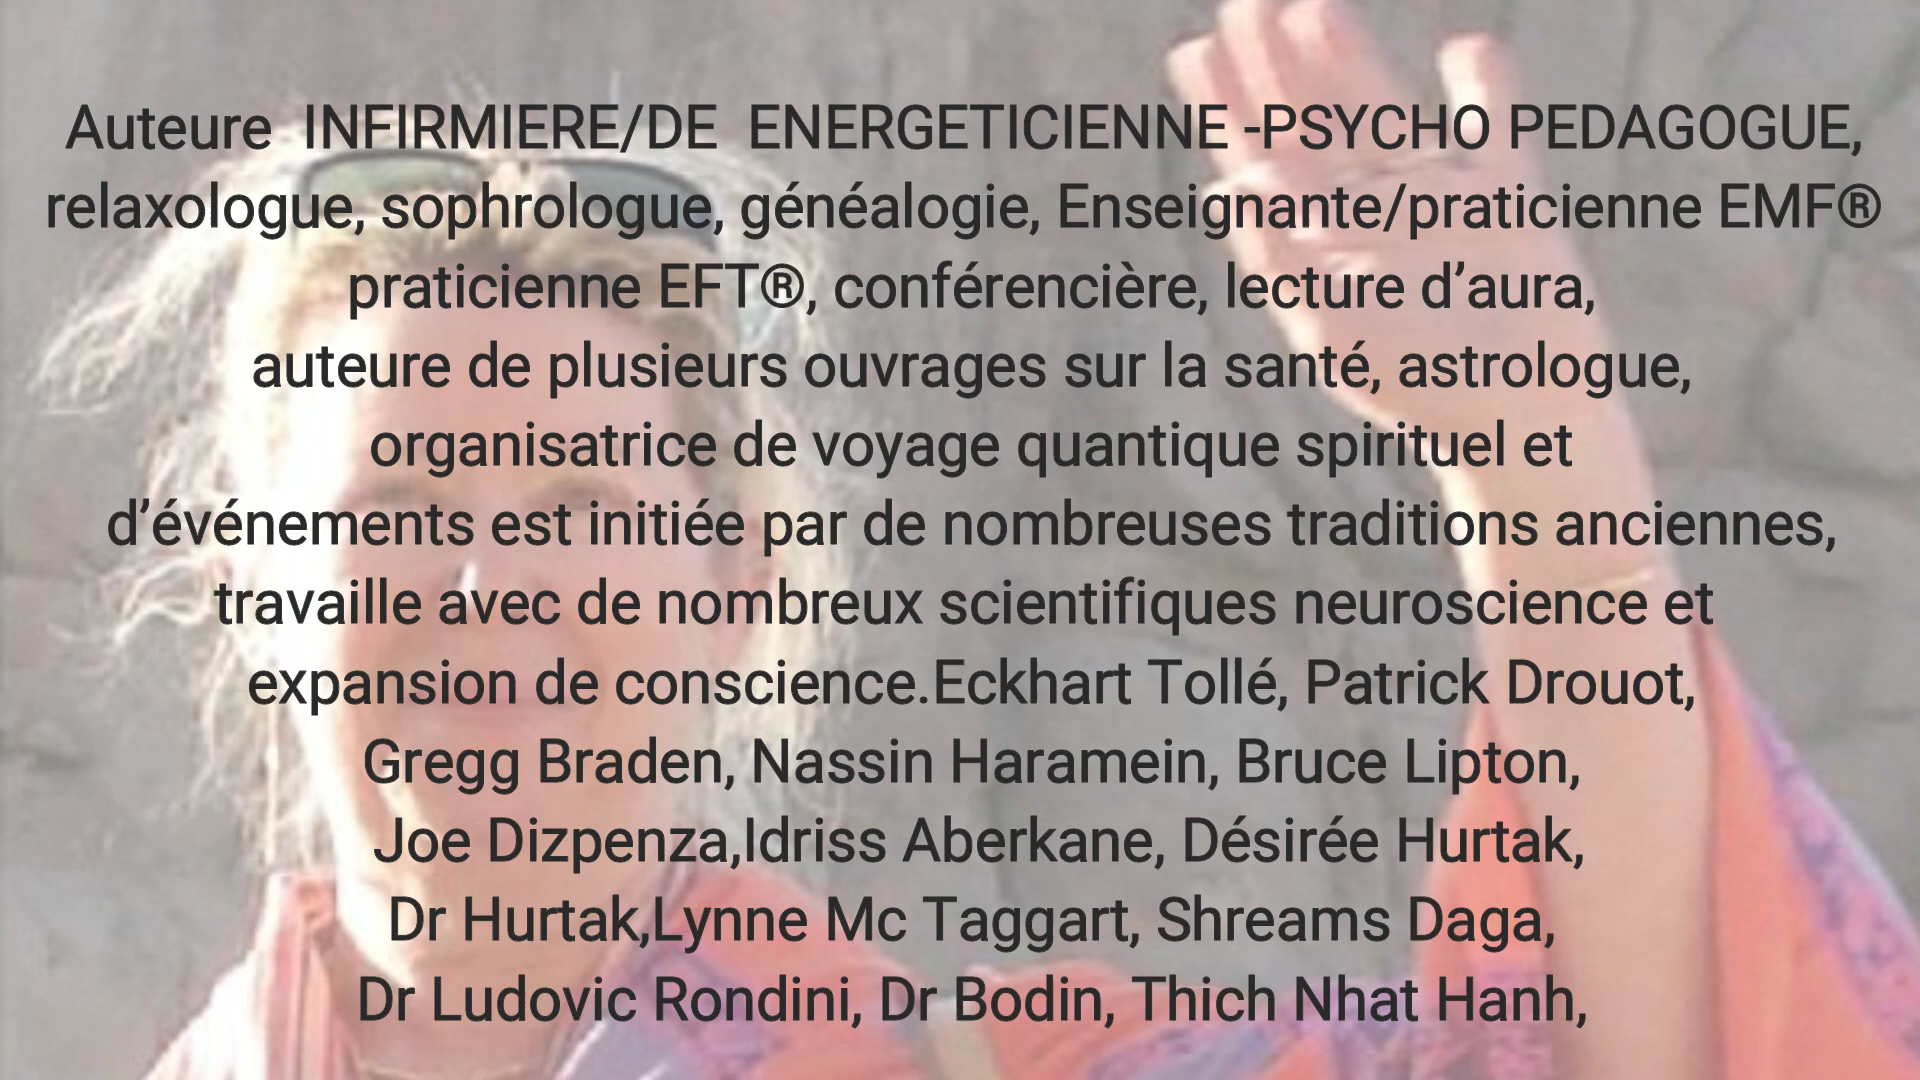 Auteure  INFIRMIERE/DE  ENERGETICIENNE -PSYCHO PEDAGOGUE,
relaxologue, sophrologue, généalogie, Enseignante/praticienne EMF®
praticienne EFT®, conférencière, lecture d’aura,
auteure de plusieurs ouvrages sur la santé, astrologue,
organisatrice de voyage quantique spirituel et
d’événements est initiée par de nombreuses traditions anciennes,
travaille avec de nombreux scientifiques neuroscience et
expansion de conscience.Eckhart Tollé, Patrick Drouot,
Gregg Braden, Nassin Haramein, Bruce Lipton,
Joe Dizpenza,Idriss Aberkane, Désirée Hurtak,
Dr Hurtak,Lynne Mc Taggart, Shreams Daga,
Dr Ludovic Rondini, Dr Bodin, Thich Nhat Hanh,